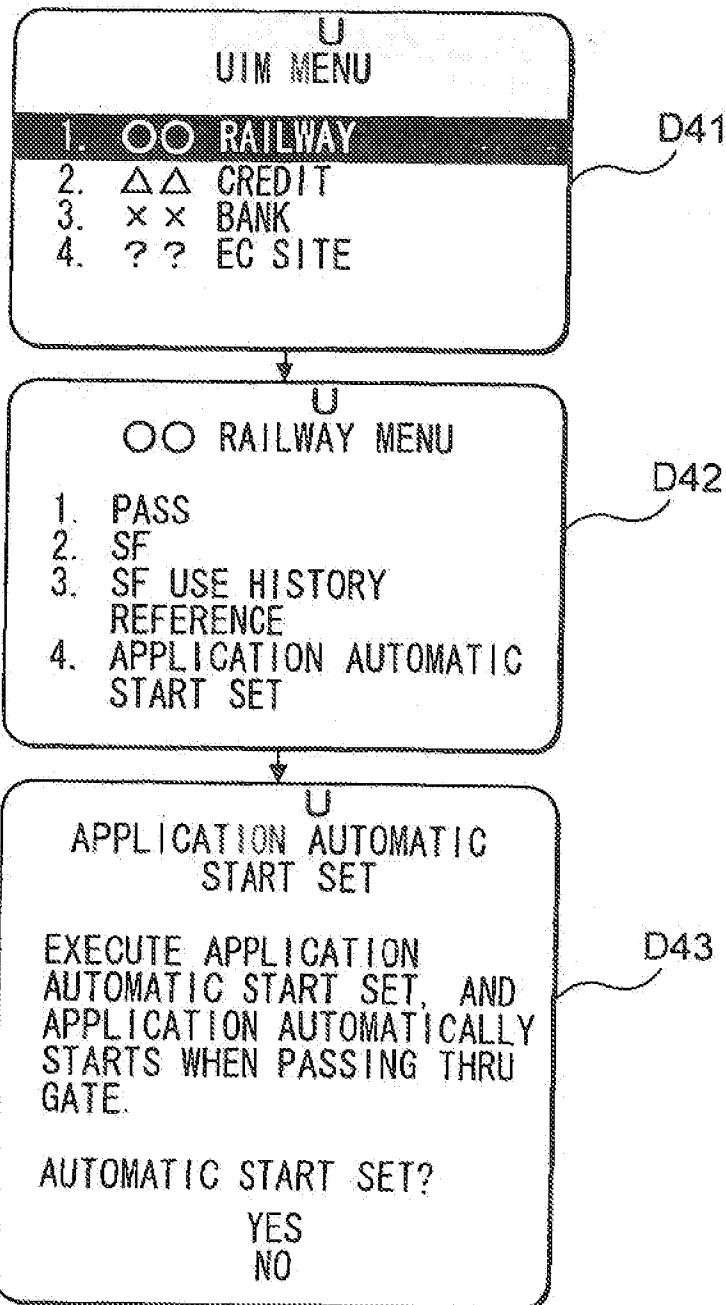 U
UIM MENU
1. ○○ RAILWAY
2. △△ CREDIT
3. ×× BANK
4. ?? EC SITE
D41
U
○○ RAILWAY MENU
1. PASS
2. SF
3. SF USE HISTORY
REFERENCE
4. APPLICATION AUTOMATIC
START SET
D42
U
APPLICATION AUTOMATIC
START SET
EXECUTE APPLICATION
AUTOMATIC START SET, AND
APPLICATION AUTOMATICALLY
STARTS WHEN PASSING THRU
GATE.
AUTOMATIC START SET?
YES
NO
D43